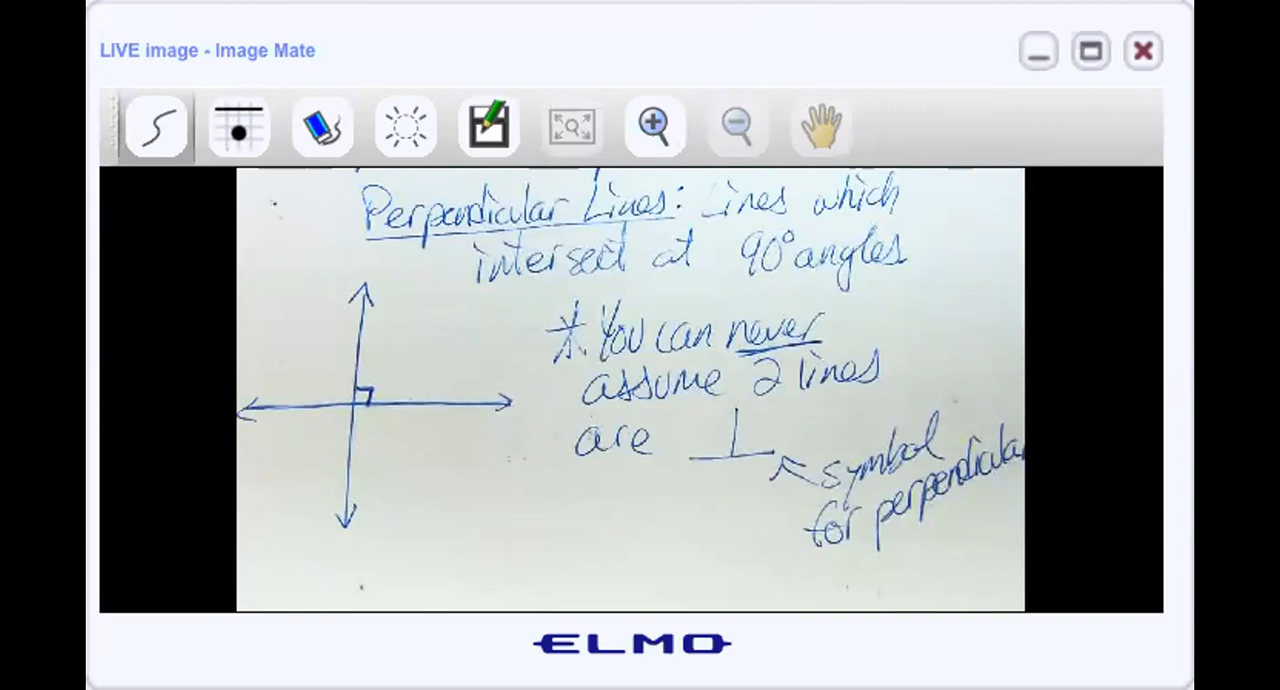 LIVE image - Image Mate
Perpendicular Lines: Lines which
intersect at 90° angles
* You can never
assume 2 lines
are ⊥
↖ symbol
for perpendicular
ELMO